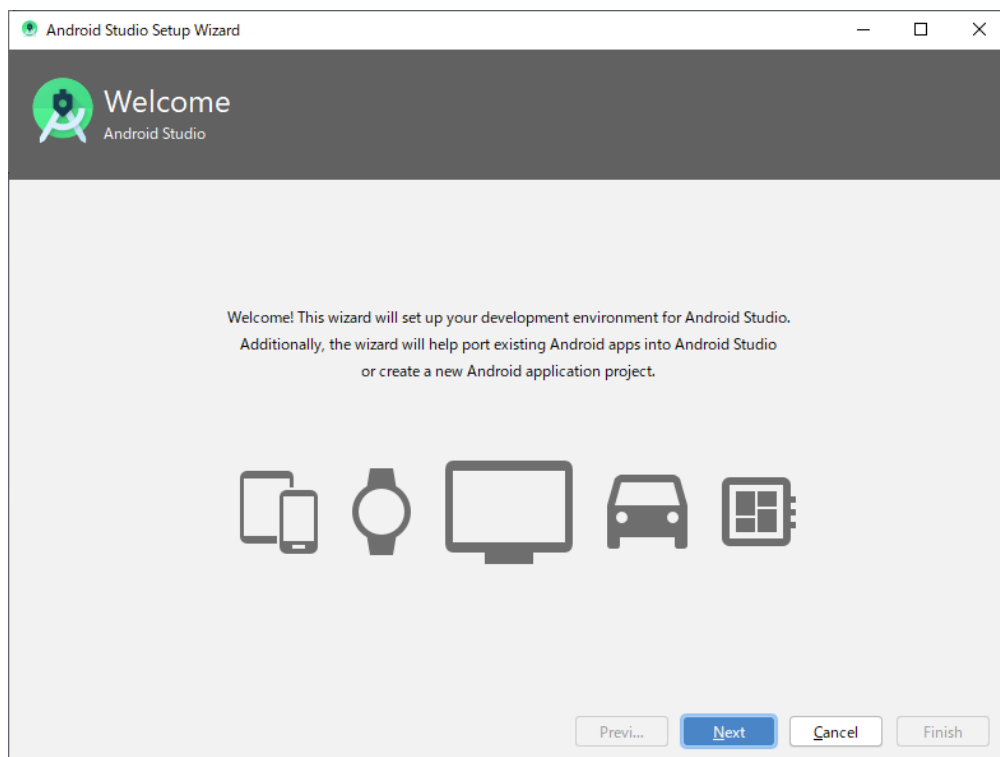 Android Studio Setup Wizard
Welcome
Android Studio
Welcome! This wizard will set up your development environment for Android Studio.
Additionally, the wizard will help port existing Android apps into Android Studio
or create a new Android application project.
Previ... Next Cancel Finish